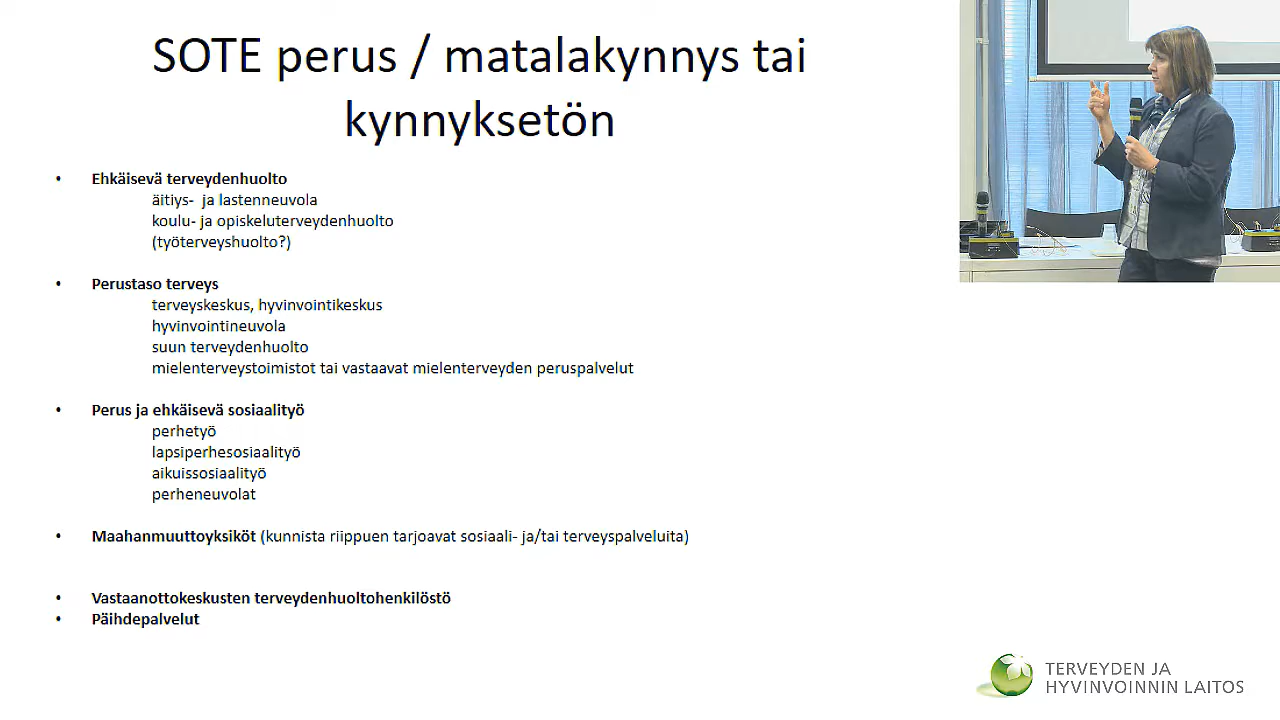 SOTE perus / matalakynnys tai
kynnyksetön
• Ehkäisevä terveydenhuolto
äitiys- ja lastenneuvola
koulu- ja opiskeluterveydenhuolto
(työterveyshuolto?)
• Perustaso terveys
terveyskeskus, hyvinvointikeskus
hyvinvointineuvola
suun terveydenhuolto
mielenterveystoimistot tai vastaavat mielenterveyden peruspalvelut
• Perus ja ehkäisevä sosiaalityö
perhetyö
lapsiperhesosiaalityö
aikuissosiaalityö
perheneuvolat
• Maahanmuuttoyksiköt (kunnista riippuen tarjoavat sosiaali- ja/tai terveyspalveluita)
• Vastaanottokeskusten terveydenhuoltohenkilöstö
• Päihdepalvelut
TERVEYDEN JA
HYVINVOINNIN LAITOS